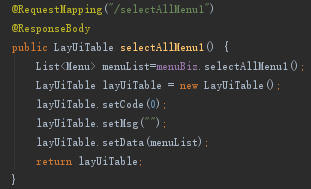 @RequestMapping("/selectAllMenu1")
@ResponseBody
public LayUiTable selectAllMenu1() {
List<Menu> menuList=menuBiz.selectAllMenu1();
LayUiTable layUiTable = new LayUiTable();
layUiTable.setCode(0);
layUiTable.setMsg("");
layUiTable.setData(menuList);
return layUiTable;
}